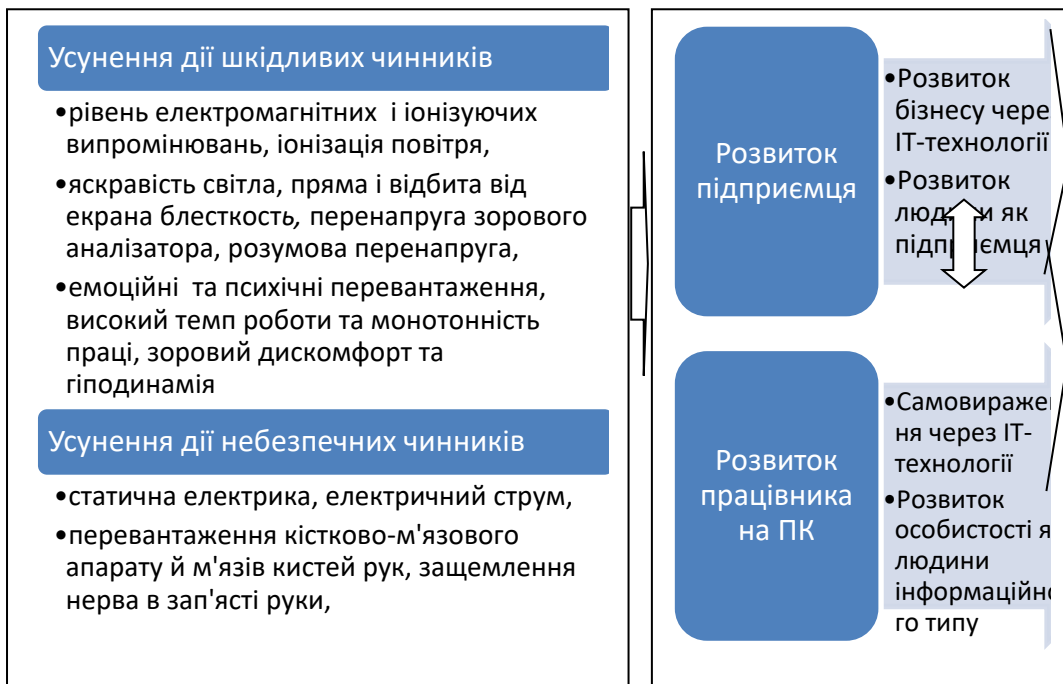 Усунення дії шкідливих чинників
•рівень електромагнітних і іонізуючих
випромінювань, іонізація повітря,
•яскравість світла, пряма і відбита від
екрана блесткость, перенапруга зорового
аналізатора, розумова перенапруга,
•емоційні та психічні перевантаження,
високий темп роботи та монотонність
праці, зоровий дискомфорт та
гіподинамія
Усунення дії небезпечних чинників
•статична електрика, електричний струм,
•перевантаження кістково-м'язового
апарату й м'язів кистей рук, защемлення
нерва в зап'ясті руки,
Розвиток
підприємця
•Розвиток
бізнесу чере
ІТ-технології
•Розвиток
людини як
підприємця
Розвиток
працівника
на ПК
•Самовираже
ня через ІТ-
технології
•Розвиток
особистості я
людини
інформаційно
го типу